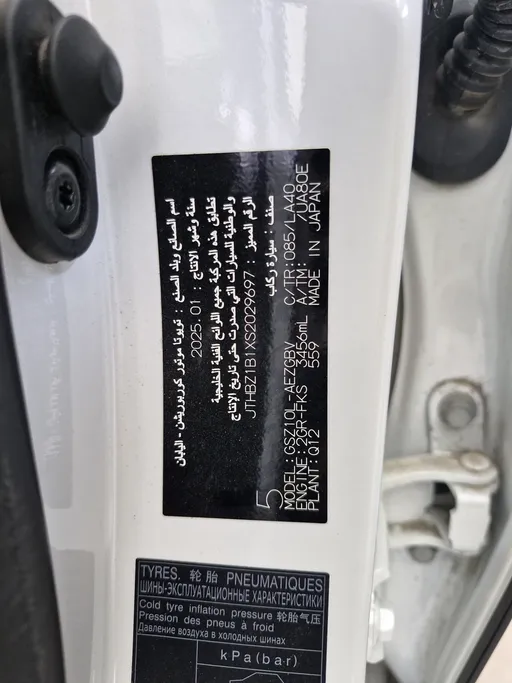 اسم الصانع وبلد الصنع : تويوتا موتور كوربوريشن - اليابان
سنة وشهر الإنتاج : 2025.01
تطابق هذه المركبة جميع اللوائح الفنية الخليجية
والوطنية للسيارات التي صدرت حتى تاريخ الإنتاج
الرقم المميز : JTHBZ1B1XS2029697
صنف : سيارة ركاب
5
MODEL:GSZ10L-AEZGBV C/TR:085/LA40
ENGINE:2GR-FKS 3456mL A/TM: /UA80E
PLANT:Q12 559 MADE IN JAPAN
TYRES. 轮胎 PNEUMATIQUES
ШИНЫ-ЭКСПЛУАТАЦИОННЫЕ ХАРАКТЕРИСТИКИ
Cold tyre inflation pressure 轮胎气压
Pression des pneus à froid
Давление воздуха в холодных шинах
kPa(bar)